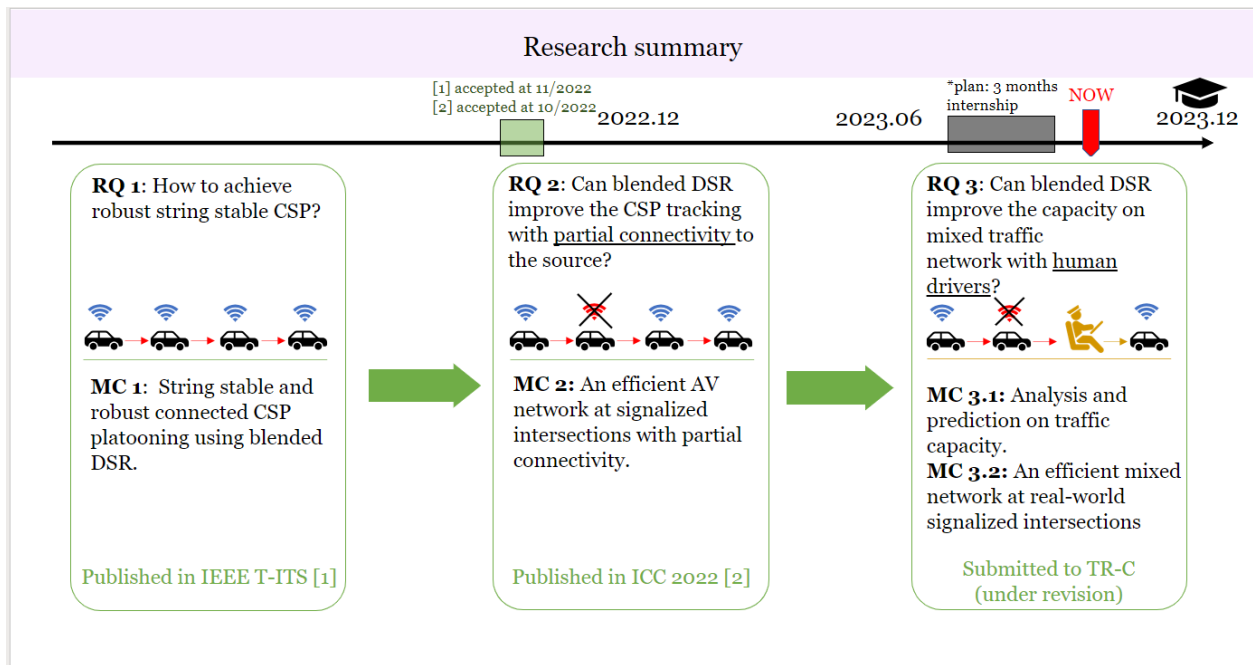 Research summary
[1] accepted at 11/2022
[2] accepted at 10/2022
2022.12
2023.06
*plan: 3 months
internship
NOW
2023.12
RQ 1: How to achieve
robust string stable CSP?
MC 1:  String stable and
robust connected CSP
platooning using blended
DSR.
Published in IEEE T-ITS [1]
RQ 2: Can blended DSR
improve the CSP tracking
with partial connectivity to
the source?
MC 2: An efficient AV
network at signalized
intersections with partial
connectivity.
Published in ICC 2022 [2]
RQ 3: Can blended DSR
improve the capacity on
mixed traffic
network with human
drivers?
MC 3.1: Analysis and
prediction on traffic
capacity.
MC 3.2: An efficient mixed
network at real-world
signalized intersections
Submitted to TR-C
(under revision)